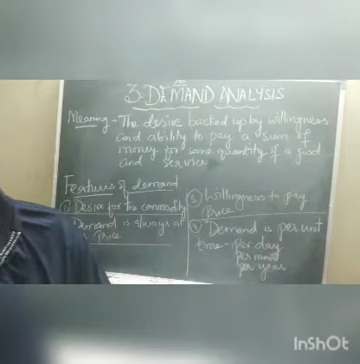 3. DEMAND ANALYSIS
Meaning - The desire backed up by willingness
and ability to pay a sum of
money for some quantity of a good
and service
Features of demand
① Desire for the commodity
Demand is always at
price
③ Willingness to pay
price
④ Demand is per unit
time - per day
per
per year
InShOt